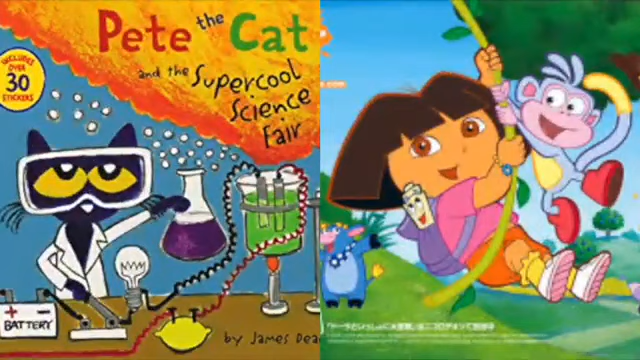 Pete the Cat
and the Supercool
Science
Fair
INCLUDES
OVER
30
STICKERS
BATTERY
by James Dea